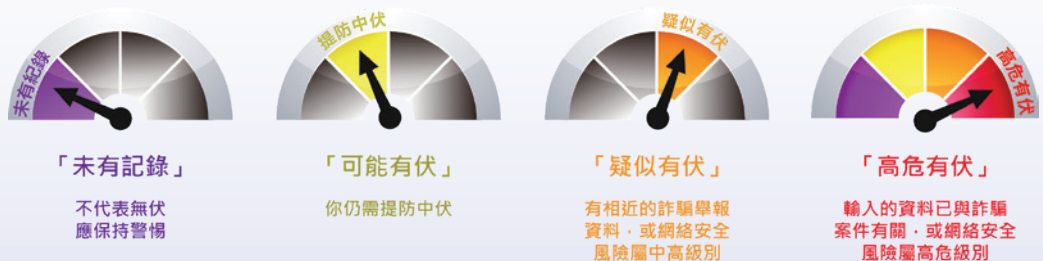 未有紀錄
提防中伏
疑似有伏
高危有伏
「未有記錄」
不代表無伏
應保持警惕
「可能有伏」
你仍需提防中伏
「疑似有伏」
有相近的詐騙舉報
資料，或網絡安全
風險屬中高級別
「高危有伏」
輸入的資料已與詐騙
案件有關，或網絡安全
風險屬高危級別